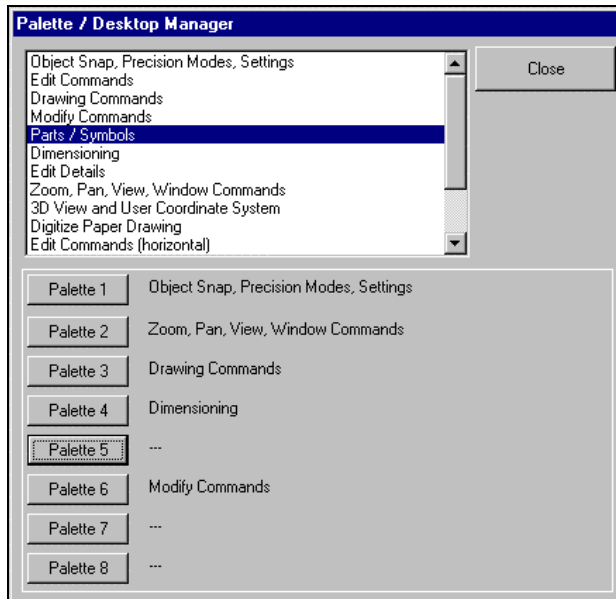 Palette / Desktop Manager
Object Snap, Precision Modes, Settings
Edit Commands
Drawing Commands
Modify Commands
Parts / Symbols
Dimensioning
Edit Details
Zoom, Pan, View, Window Commands
3D View and User Coordinate System
Digitize Paper Drawing
Edit Commands (horizontal)
Close
Palette 1 Object Snap, Precision Modes, Settings
Palette 2 Zoom, Pan, View, Window Commands
Palette 3 Drawing Commands
Palette 4 Dimensioning
Palette 5 ---
Palette 6 Modify Commands
Palette 7 ---
Palette 8 ---